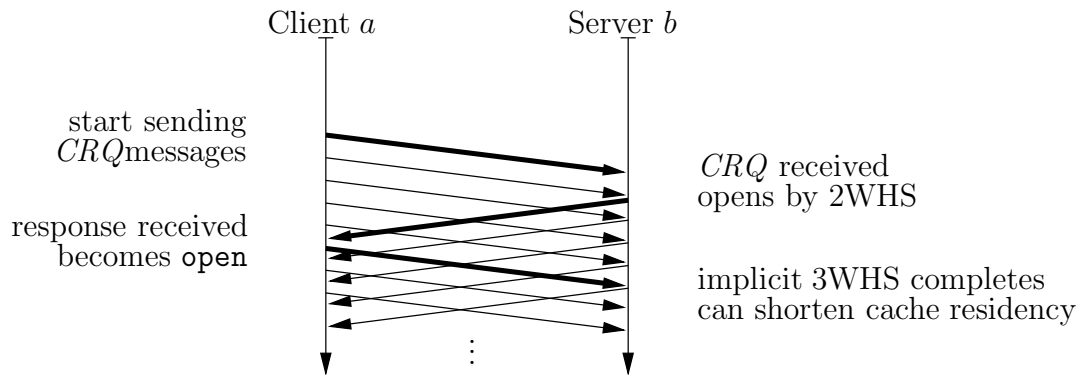 Client a
Server b
start sending
CRQmessages
CRQ received
opens by 2WHS
response received
becomes open
implicit 3WHS completes
can shorten cache residency
⋮